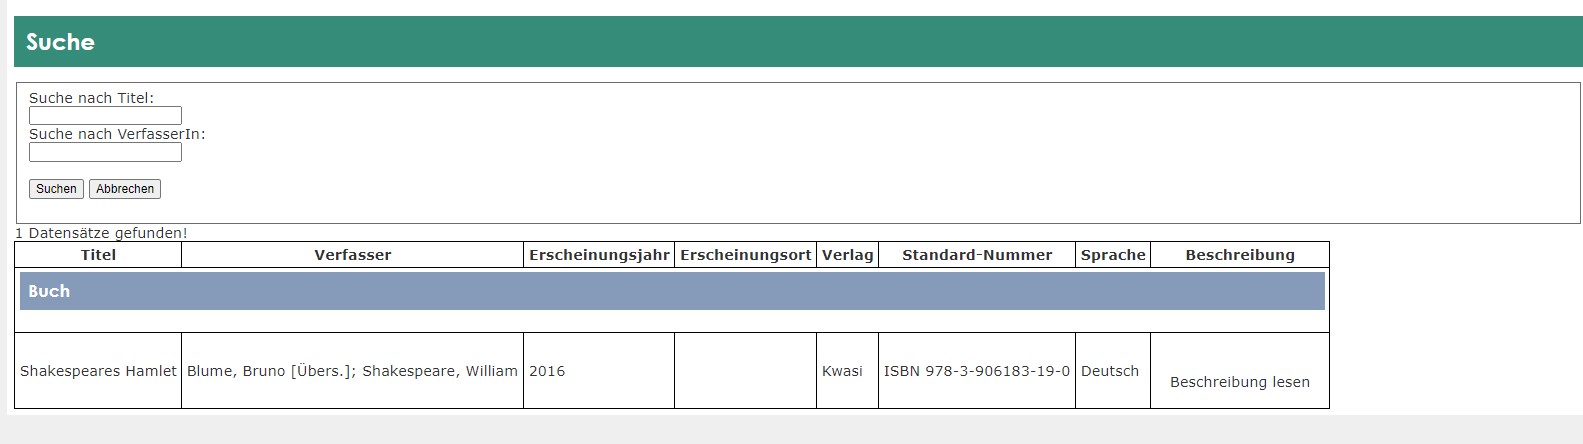 Suche
Suche nach Titel:
Suche nach VerfasserIn:
Suchen Abbrechen
1 Datensätze gefunden!
Titel Verfasser Erscheinungsjahr Erscheinungsort Verlag Standard-Nummer Sprache Beschreibung
Buch
Shakespeares Hamlet Blume, Bruno [Übers.]; Shakespeare, William 2016 Kwasi ISBN 978-3-906183-19-0 Deutsch Beschreibung lesen